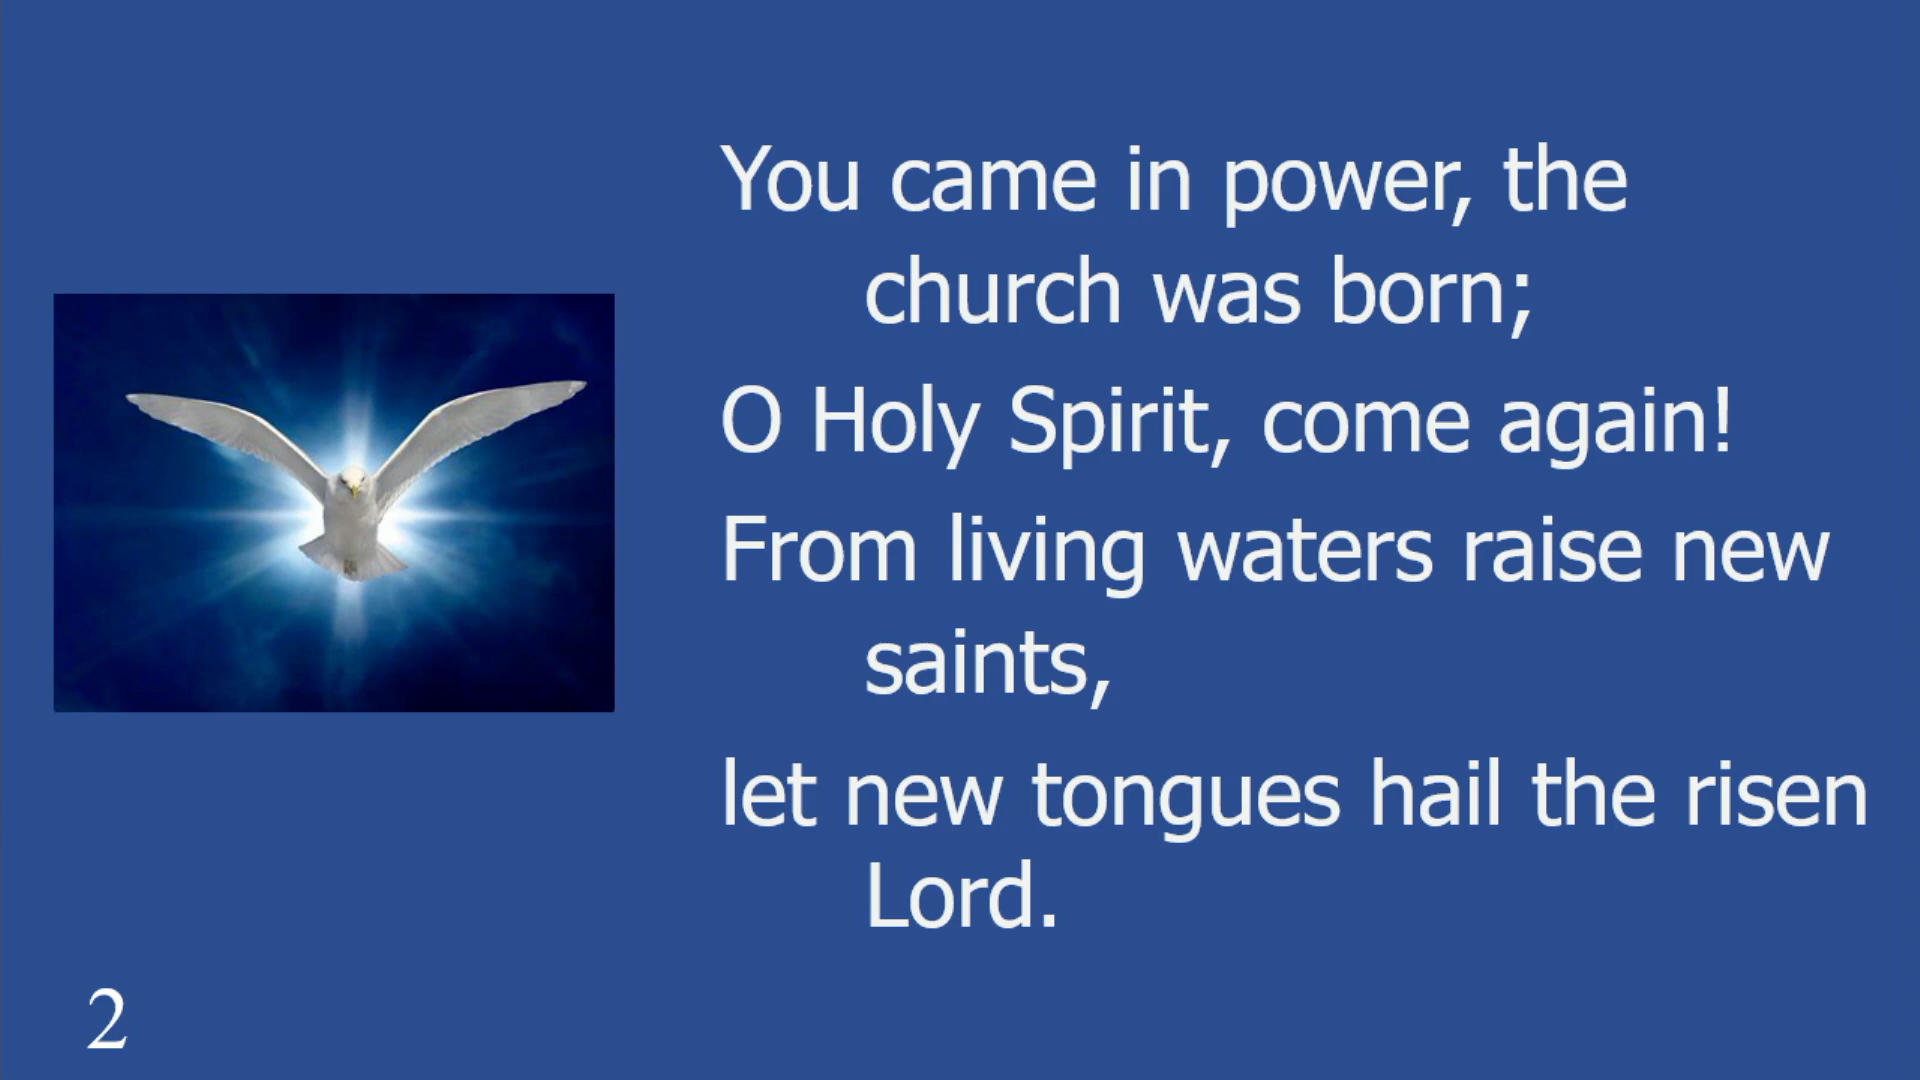 You came in power, the
church was born;
O Holy Spirit, come again!
From living waters raise new
saints,
let new tongues hail the risen
Lord.
2